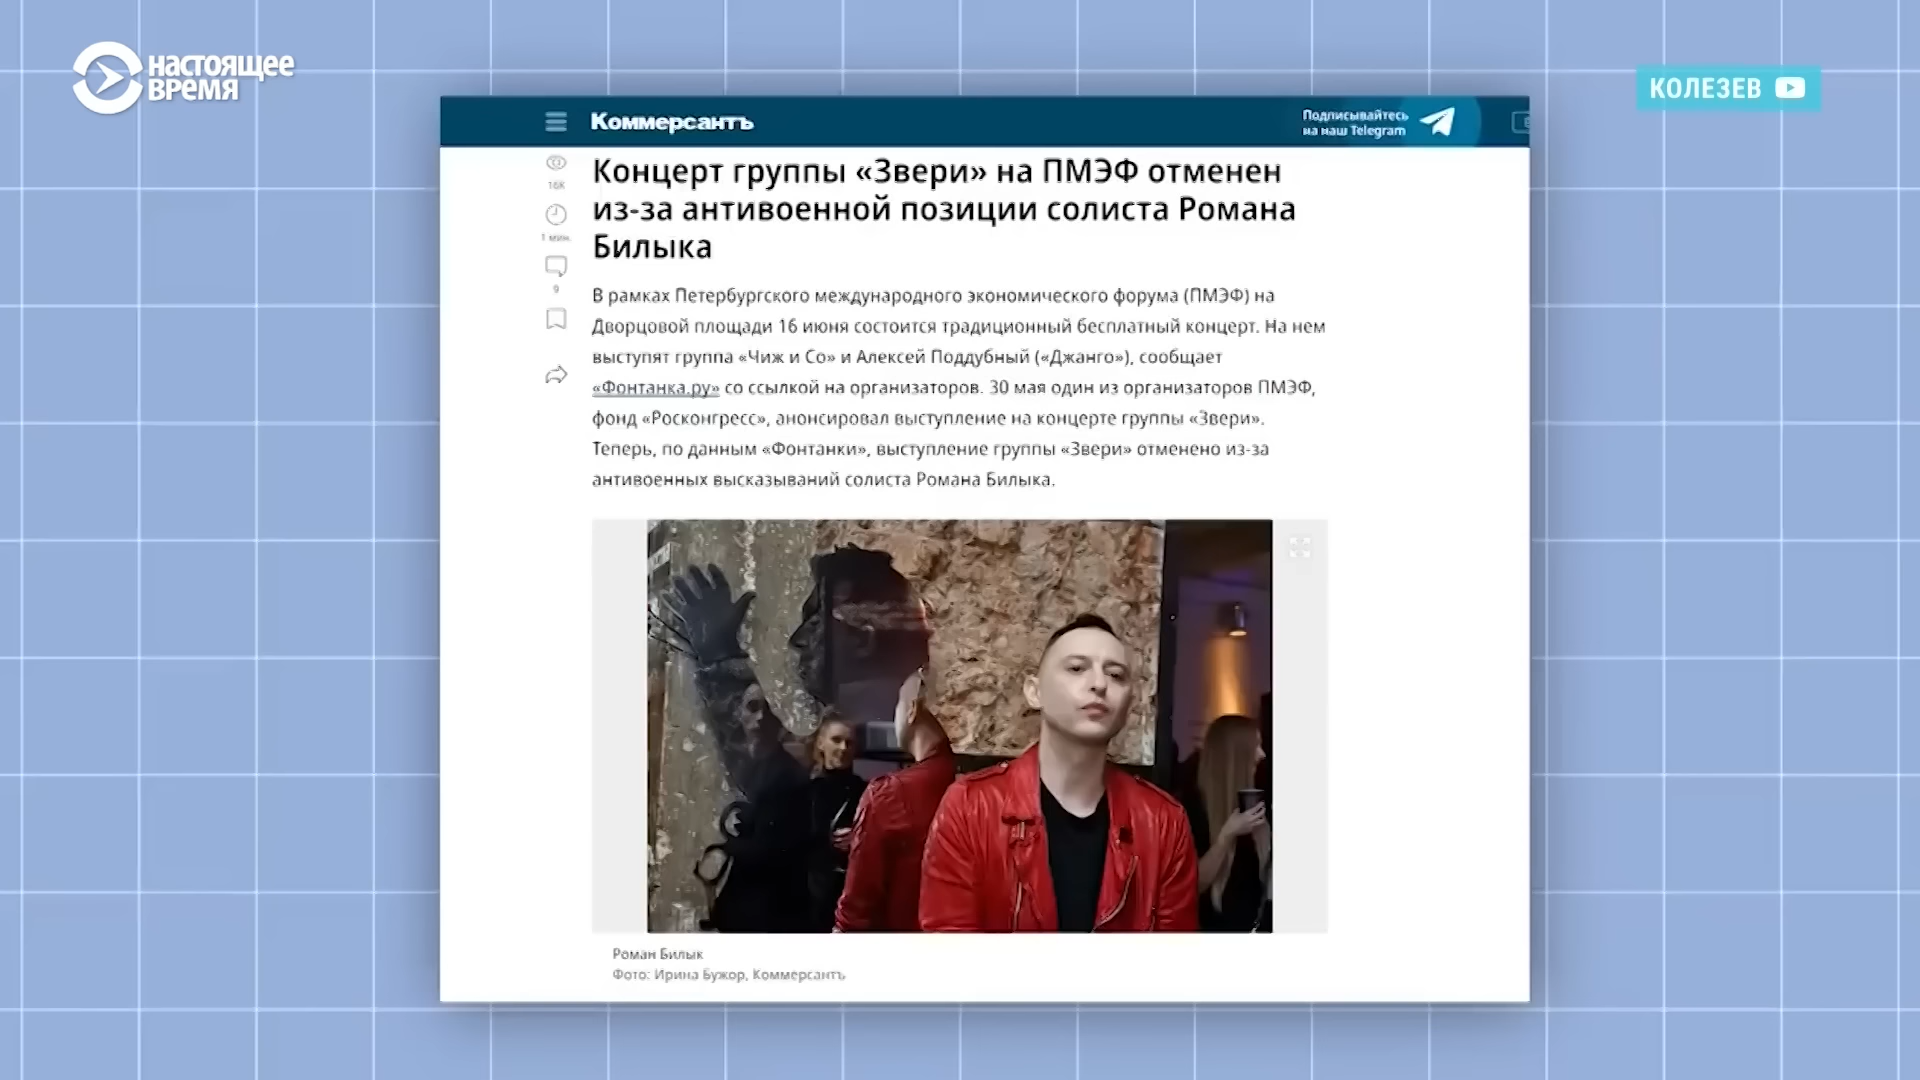 НАСТОЯЩЕЕ
ВРЕМЯ
КОЛЕЗЕВ
Коммерсантъ
Подписывайтесь
на наш Telegram
16K
1 мин.
9
Концерт группы «Звери» на ПМЭФ отменен
из-за антивоенной позиции солиста Романа
Билыка
В рамках Петербургского международного экономического форума (ПМЭФ) на
Дворцовой площади 16 июня состоится традиционный бесплатный концерт. На нем
выступят группа «Чиж и Со» и Алексей Поддубный («Джанго»), сообщает
«Фонтанка.ру» со ссылкой на организаторов. 30 мая один из организаторов ПМЭФ,
фонд «Росконгресс», анонсировал выступление на концерте группы «Звери».
Теперь, по данным «Фонтанки», выступление группы «Звери» отменено из-за
антивоенных высказываний солиста Романа Билыка.
Роман Билык
Фото: Ирина Бужор, Коммерсантъ